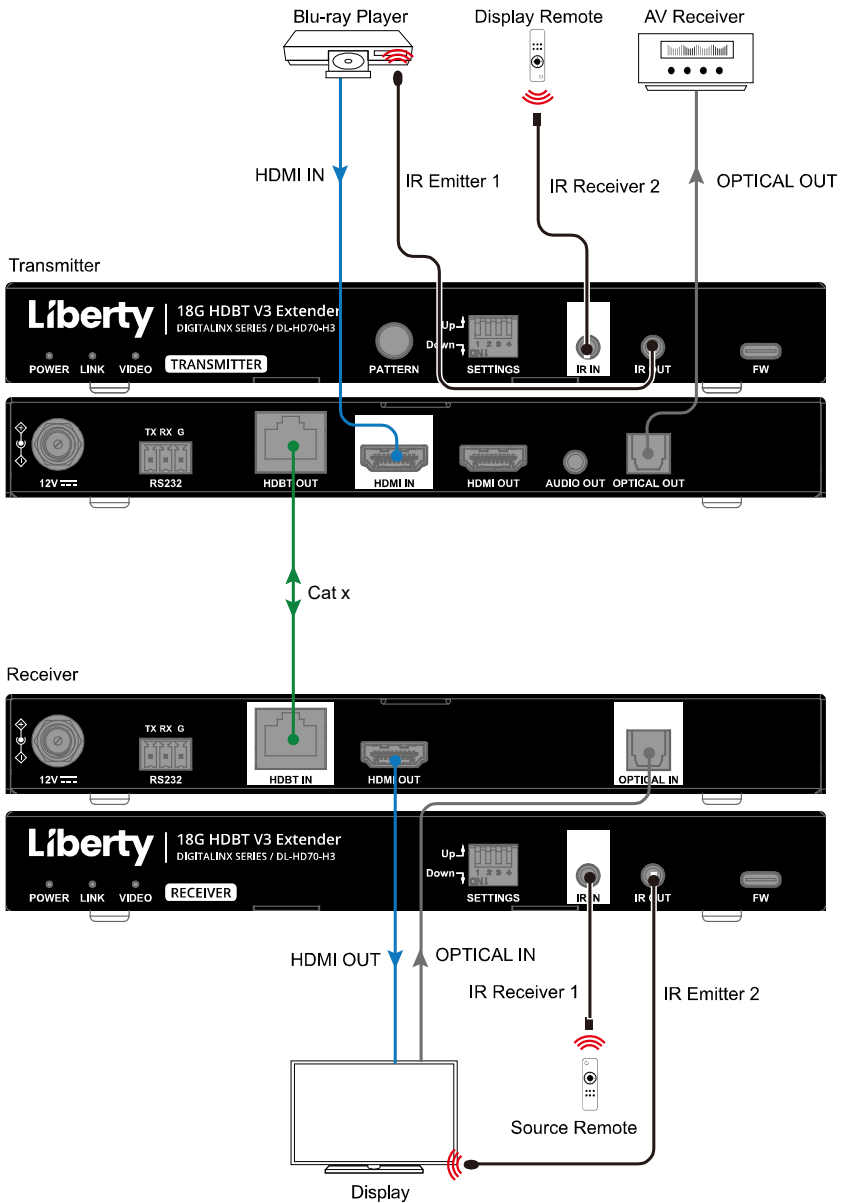 Blu-ray Player
Display Remote
AV Receiver
HDMI IN
IR Emitter 1
IR Receiver 2
OPTICAL OUT
Transmitter
Liberty
18G HDBT V3 Extender
DIGITALINX SERIES / DL-HD70-H3
POWER LINK VIDEO
TRANSMITTER
PATTERN
Up
Down
1 2 3 4
SETTINGS
IR IN
IR OUT
FW
12V
TX RX G
RS232
HDBT OUT
HDMI IN
HDMI OUT
AUDIO OUT
OPTICAL OUT
Cat x
Receiver
12V
TX RX G
RS232
HDBT IN
HDMI OUT
OPTICAL IN
Liberty
18G HDBT V3 Extender
DIGITALINX SERIES / DL-HD70-H3
POWER LINK VIDEO
RECEIVER
Up
Down
1 2 3 4
SETTINGS
IR IN
IR OUT
FW
HDMI OUT
OPTICAL IN
IR Receiver 1
IR Emitter 2
Source Remote
Display